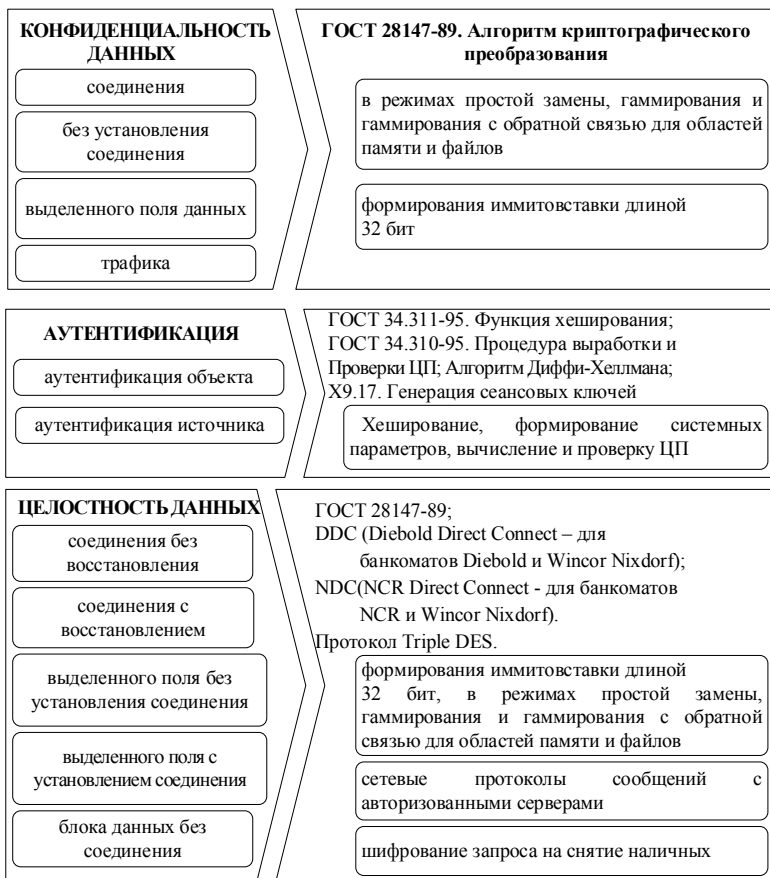 КОНФИДЕНЦИАЛЬНОСТЬ
ДАННЫХ
соединения
без установления
соединения
выделенного поля данных
трафика
ГОСТ 28147-89. Алгоритм криптографического
преобразования
в режимах простой замены, гаммирования и
гаммирования с обратной связью для областей
памяти и файлов
формирования иммитовставки длиной
32 бит
АУТЕНТИФИКАЦИЯ
аутентификация объекта
аутентификация источника
ГОСТ 34.311-95. Функция хеширования;
ГОСТ 34.310-95. Процедура выработки и
Проверки ЦП; Алгоритм Диффи-Хеллмана;
X9.17. Генерация сеансовых ключей
Хеширование, формирование системных
параметров, вычисление и проверку ЦП
ЦЕЛОСТНОСТЬ ДАННЫХ
соединения без
восстановления
соединения с
восстановлением
выделенного поля без
установления соединения
выделенного поля с
установлением соединения
блока данных без
соединения
ГОСТ 28147-89;
DDC (Diebold Direct Connect – для
банкоматов Diebold и Wincor Nixdorf);
NDC(NCR Direct Connect - для банкоматов
NCR и Wincor Nixdorf).
Протокол Triple DES.
формирования иммитовставки длиной
32 бит, в режимах простой замены,
гаммирования и гаммирования с обратной
связью для областей памяти и файлов
сетевые протоколы сообщений с
авторизованными серверами
шифрование запроса на снятие наличных